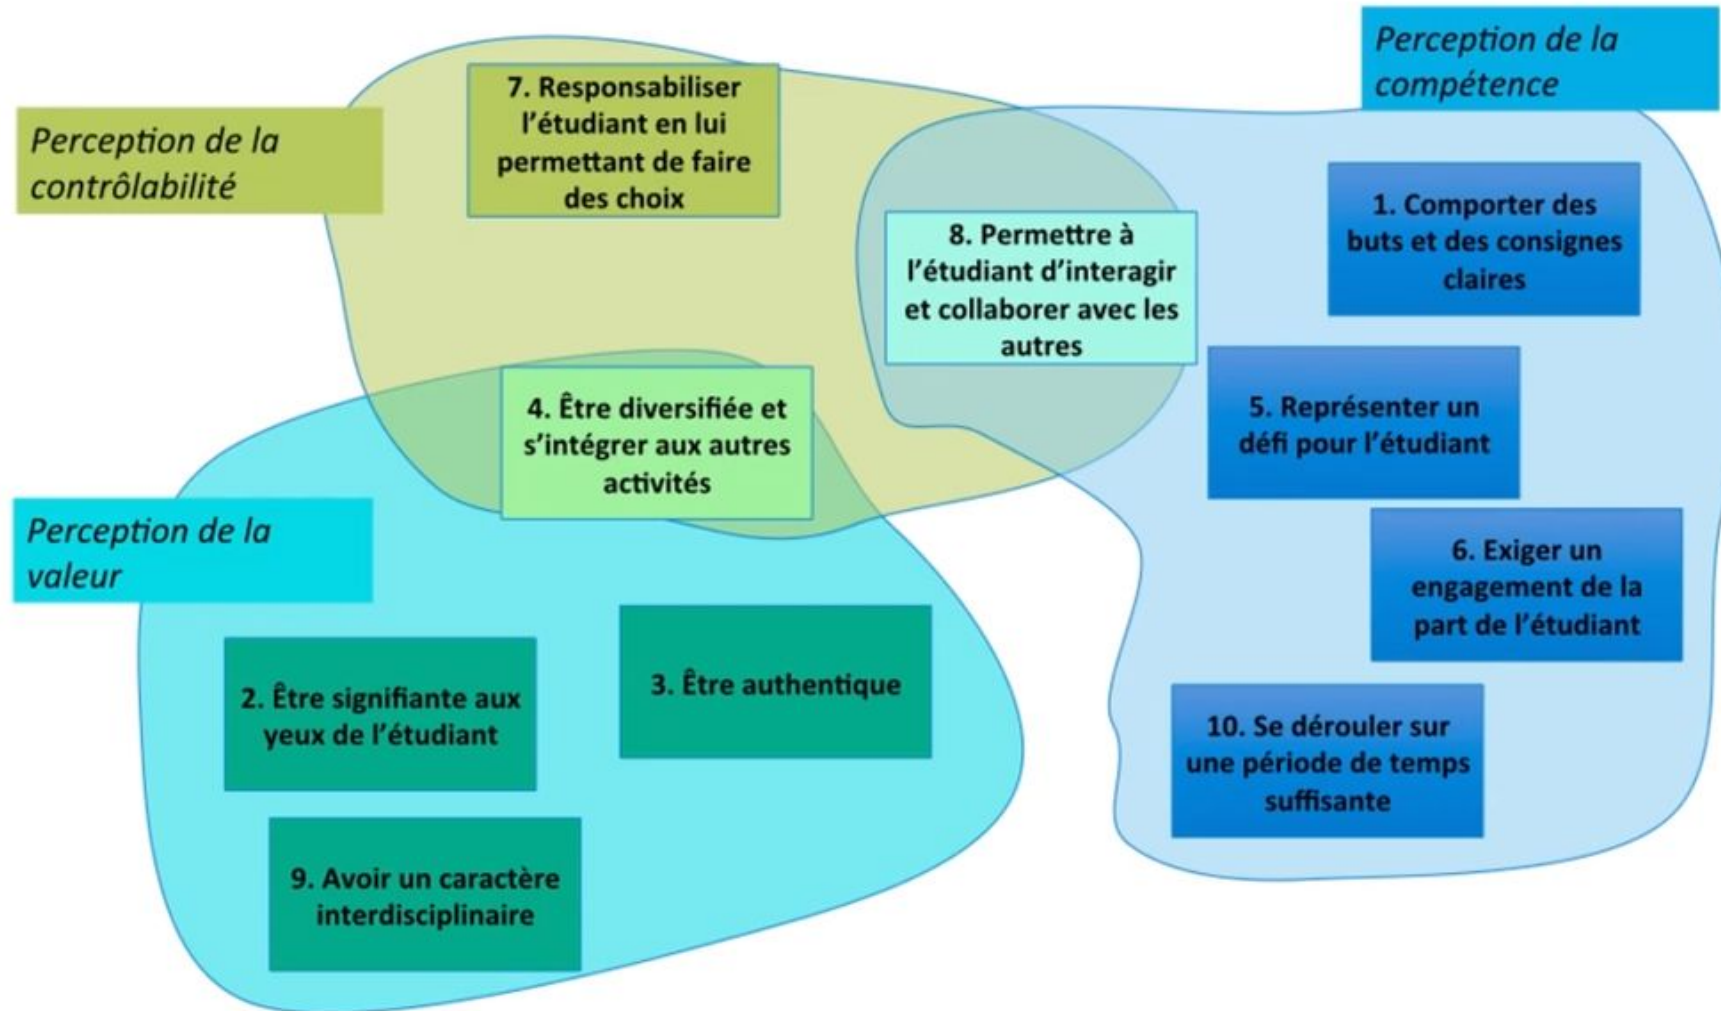 Perception de la
compétence
7. Responsabiliser
l’étudiant en lui
permettant de faire
des choix
Perception de la
contrôlabilité
1. Comporter des
buts et des consignes
claires
8. Permettre à
l’étudiant d’interagir
et collaborer avec les
autres
4. Être diversifiée et
s’intégrer aux autres
activités
5. Représenter un
défi pour l’étudiant
Perception de la
valeur
6. Exiger un
engagement de la
part de l’étudiant
2. Être signifiante aux
yeux de l’étudiant
3. Être authentique
10. Se dérouler sur
une période de temps
suffisante
9. Avoir un caractère
interdisciplinaire